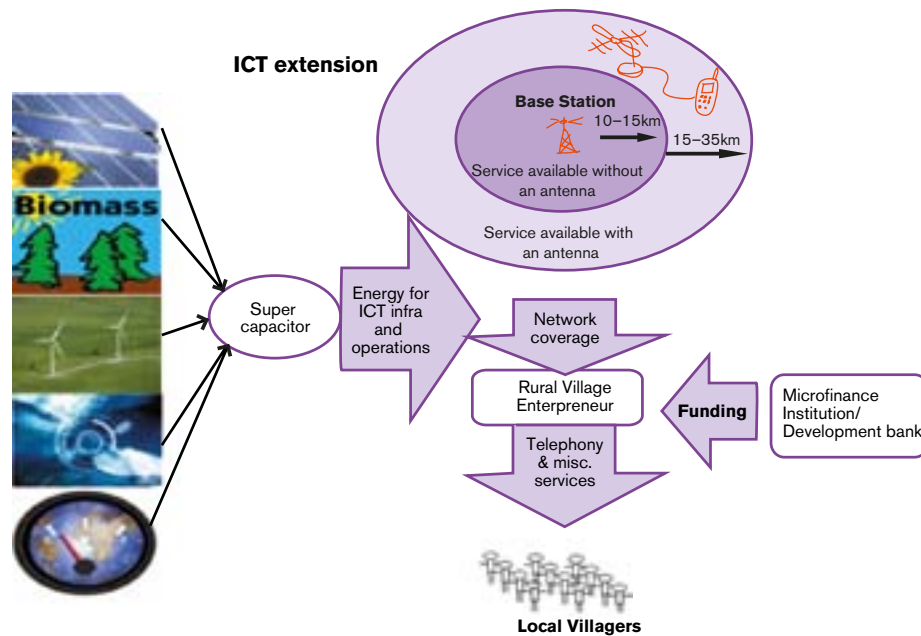 ICT extension
Base Station
10–15km
15–35km
Service available without
an antenna
Service available with
an antenna
Biomass
Super
capacitor
Energy for
ICT infra
and
operations
Network
coverage
Rural Village
Enterpreneur
Funding
Microfinance
Institution/
Development bank
Telephony
& misc.
services
Local Villagers